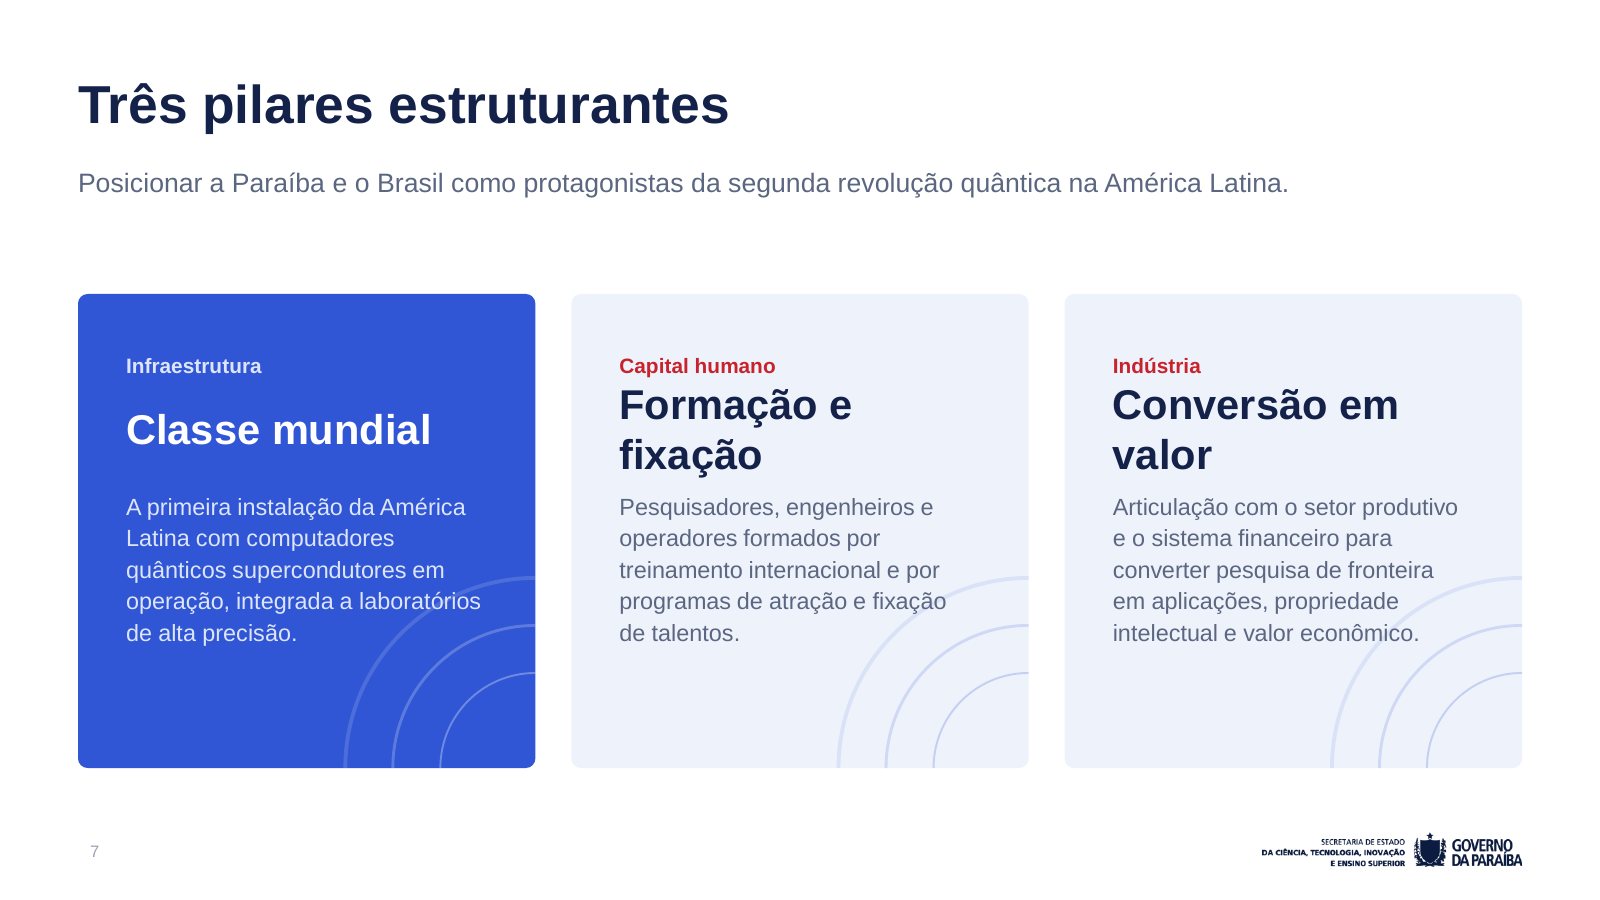 Três pilares estruturantes
Posicionar a Paraíba e o Brasil como protagonistas da segunda revolução quântica na América Latina.
Infraestrutura
Classe mundial
A primeira instalação da América
Latina com computadores
quânticos supercondutores em
operação, integrada a laboratórios
de alta precisão.
Capital humano
Formação e
fixação
Pesquisadores, engenheiros e
operadores formados por
treinamento internacional e por
programas de atração e fixação
de talentos.
Indústria
Conversão em
valor
Articulação com o setor produtivo
e o sistema financeiro para
converter pesquisa de fronteira
em aplicações, propriedade
intelectual e valor econômico.
7
SECRETARIA DE ESTADO
DA CIÊNCIA, TECNOLOGIA, INOVAÇÃO
E ENSINO SUPERIOR
GOVERNO
DA PARAÍBA